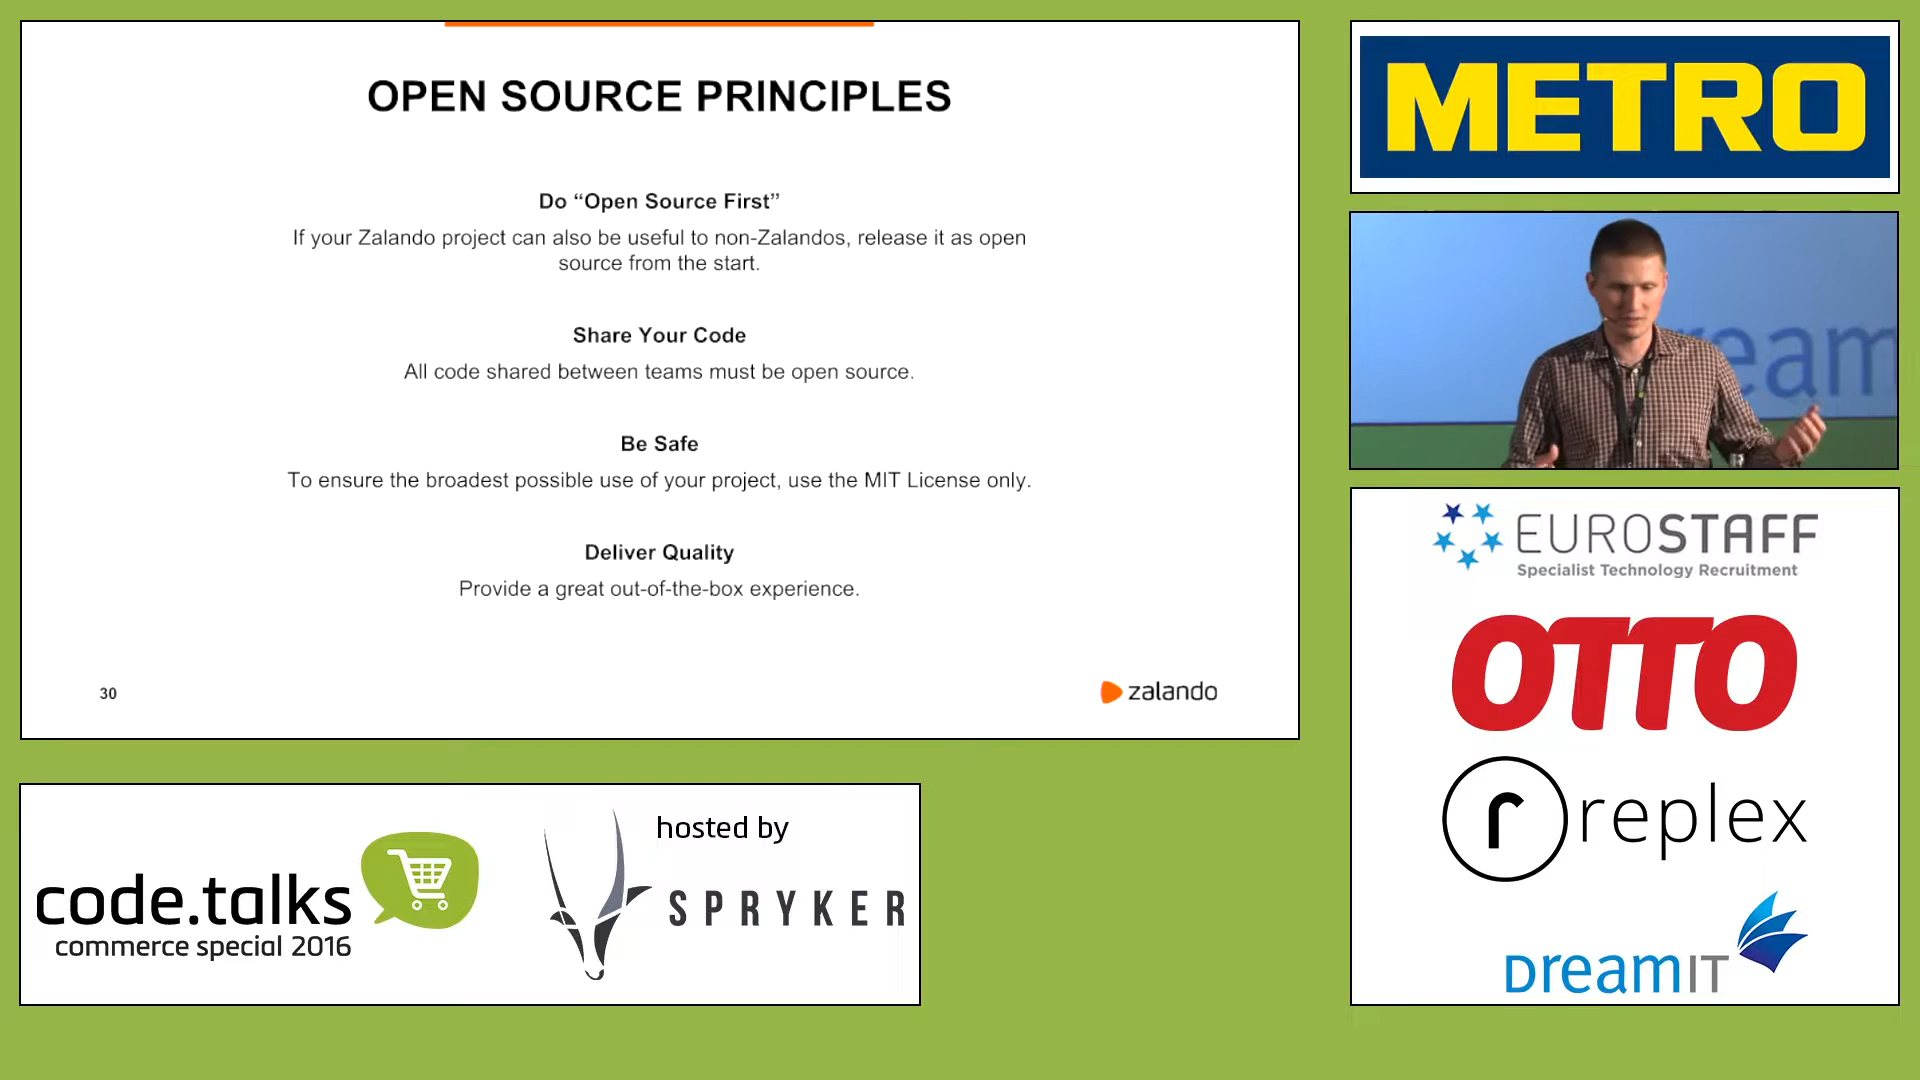 OPEN SOURCE PRINCIPLES
Do “Open Source First”
If your Zalando project can also be useful to non-Zalandos, release it as open
source from the start.
Share Your Code
All code shared between teams must be open source.
Be Safe
To ensure the broadest possible use of your project, use the MIT License only.
Deliver Quality
Provide a great out-of-the-box experience.
30
zalando
METRO
eam
EUROSTAFF
Specialist Technology Recruitment
OTTO
r replex
DreamIT
code.talks
commerce special 2016
hosted by
SPRYKER